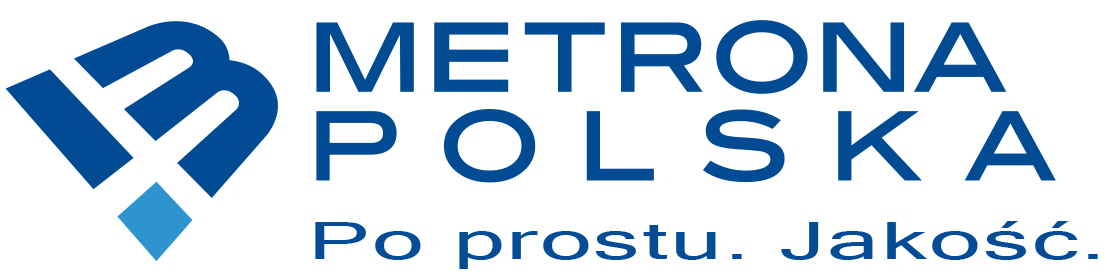 METRONA
POLSKA
Po prostu. Jakość.